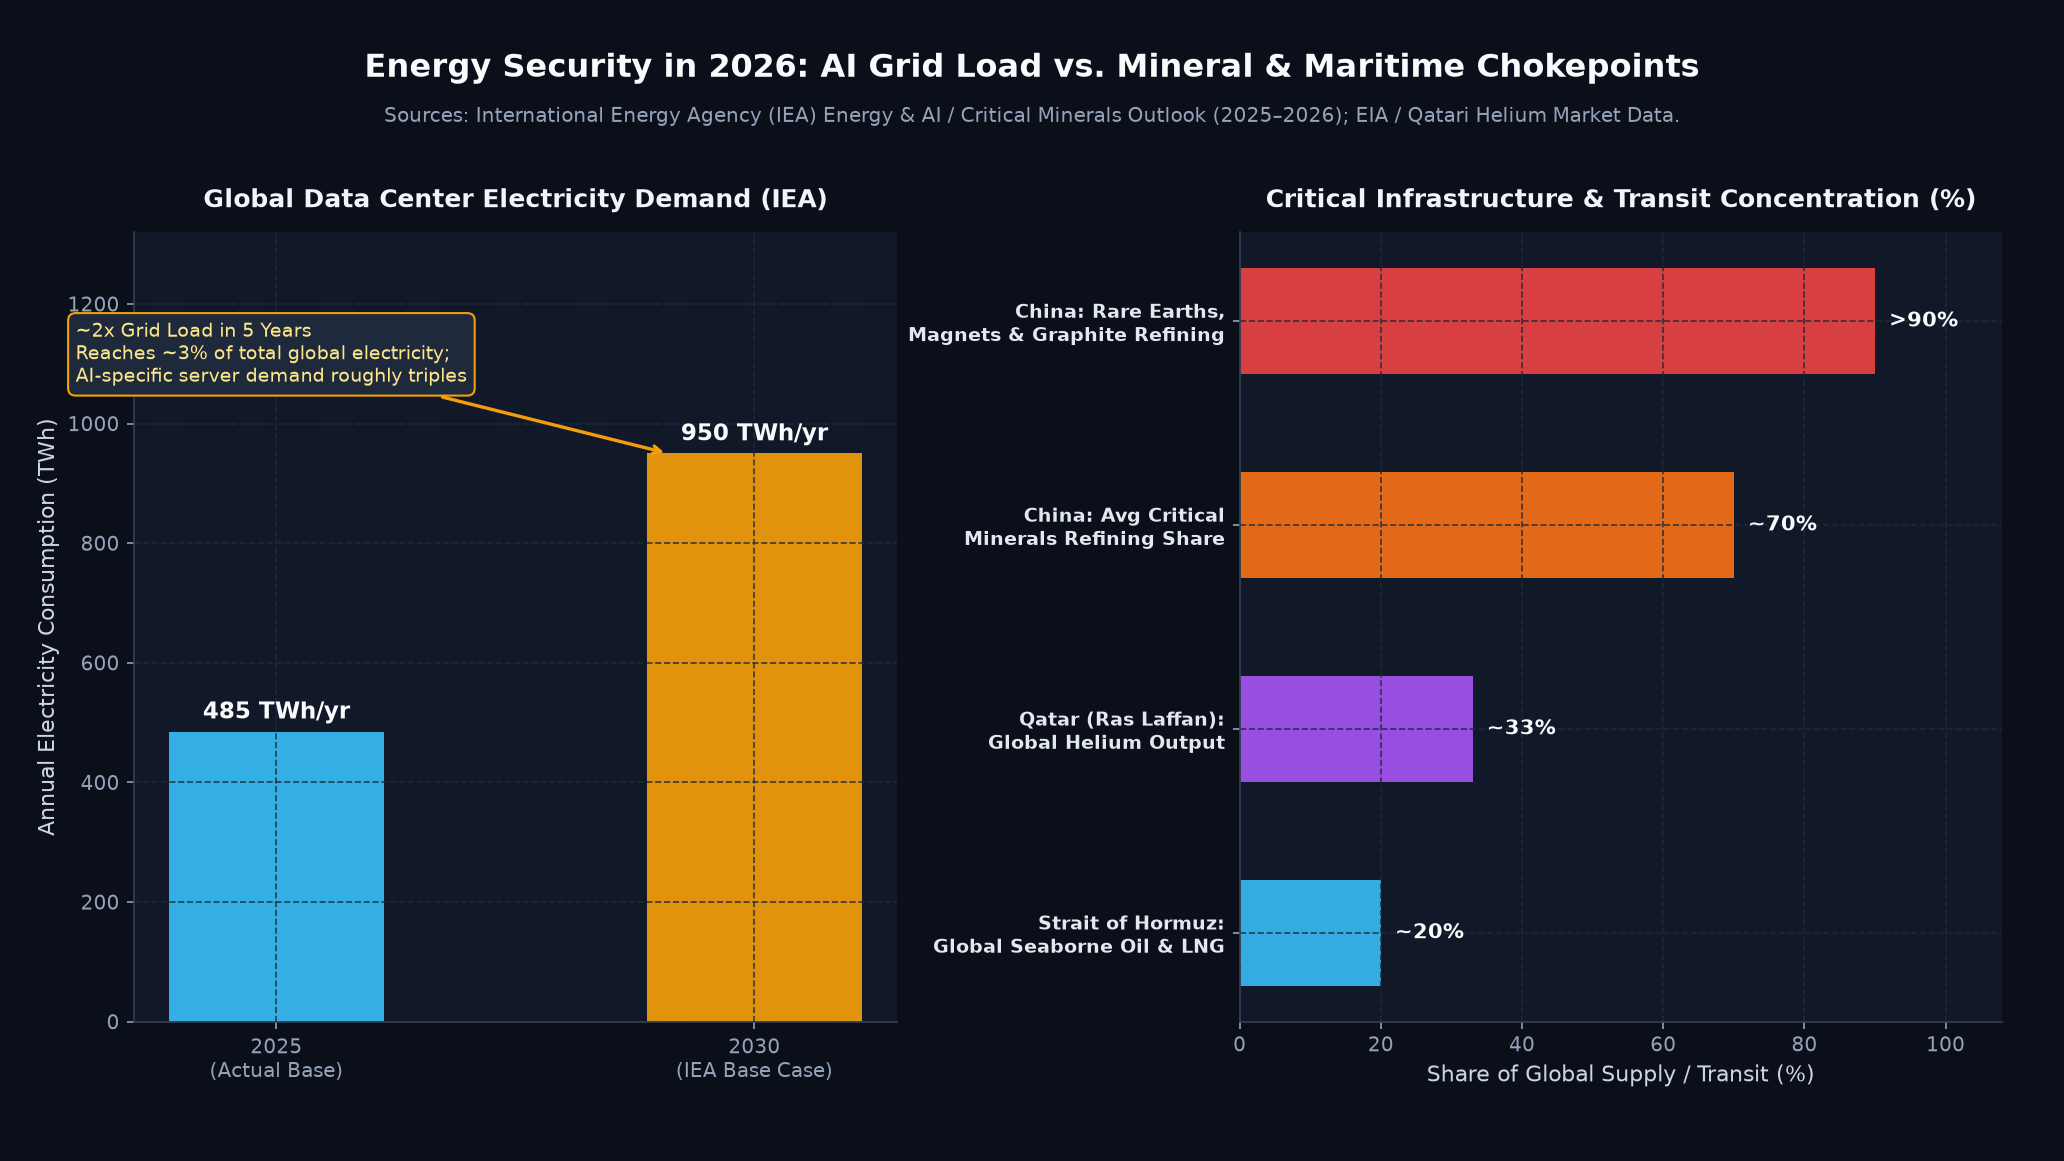 Energy Security in 2026: AI Grid Load vs. Mineral & Maritime Chokepoints
Sources: International Energy Agency (IEA) Energy & AI / Critical Minerals Outlook (2025–2026); EIA / Qatari Helium Market Data.
Global Data Center Electricity Demand (IEA)
Annual Electricity Consumption (TWh)
1200
1000
800
600
400
200
0
~2x Grid Load in 5 Years
Reaches ~3% of total global electricity;
AI-specific server demand roughly triples
485 TWh/yr
950 TWh/yr
2025
(Actual Base)
2030
(IEA Base Case)
Critical Infrastructure & Transit Concentration (%)
China: Rare Earths,
Magnets & Graphite Refining
>90%
China: Avg Critical
Minerals Refining Share
~70%
Qatar (Ras Laffan):
Global Helium Output
~33%
Strait of Hormuz:
Global Seaborne Oil & LNG
~20%
0
20
40
60
80
100
Share of Global Supply / Transit (%)